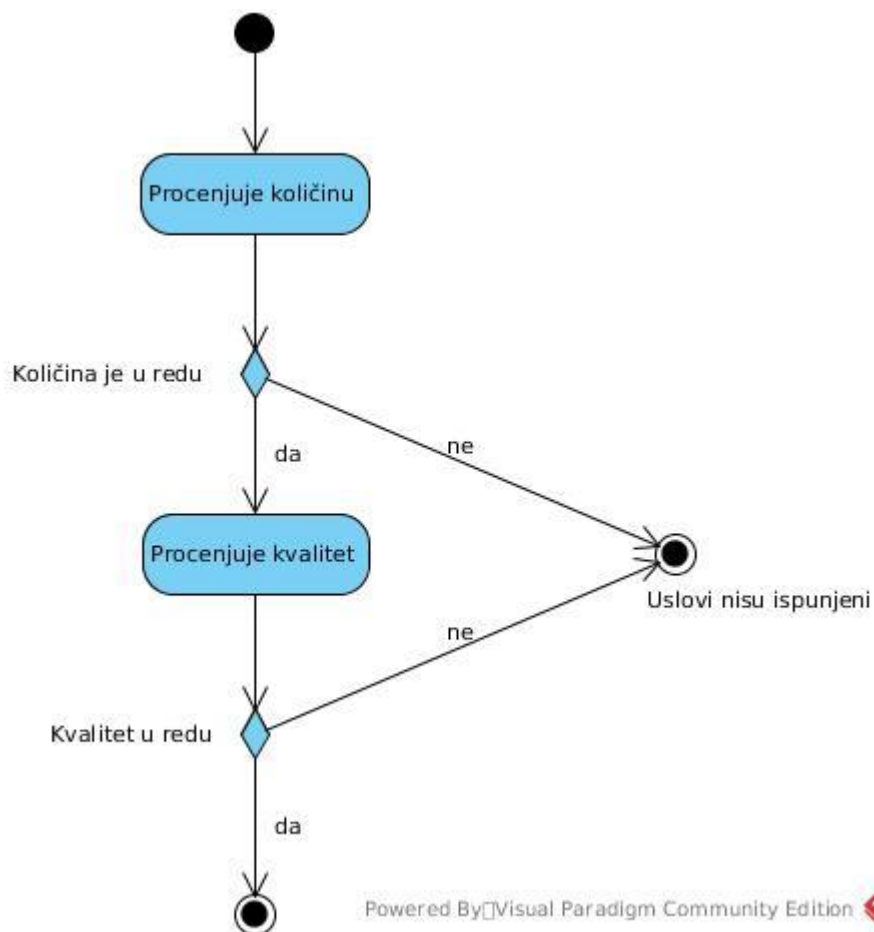 Procenjuje količinu
Količina je u redu
da
ne
Procenjuje kvalitet
Uslovi nisu ispunjeni
ne
Kvalitet u redu
da
Powered By Visual Paradigm Community Edition